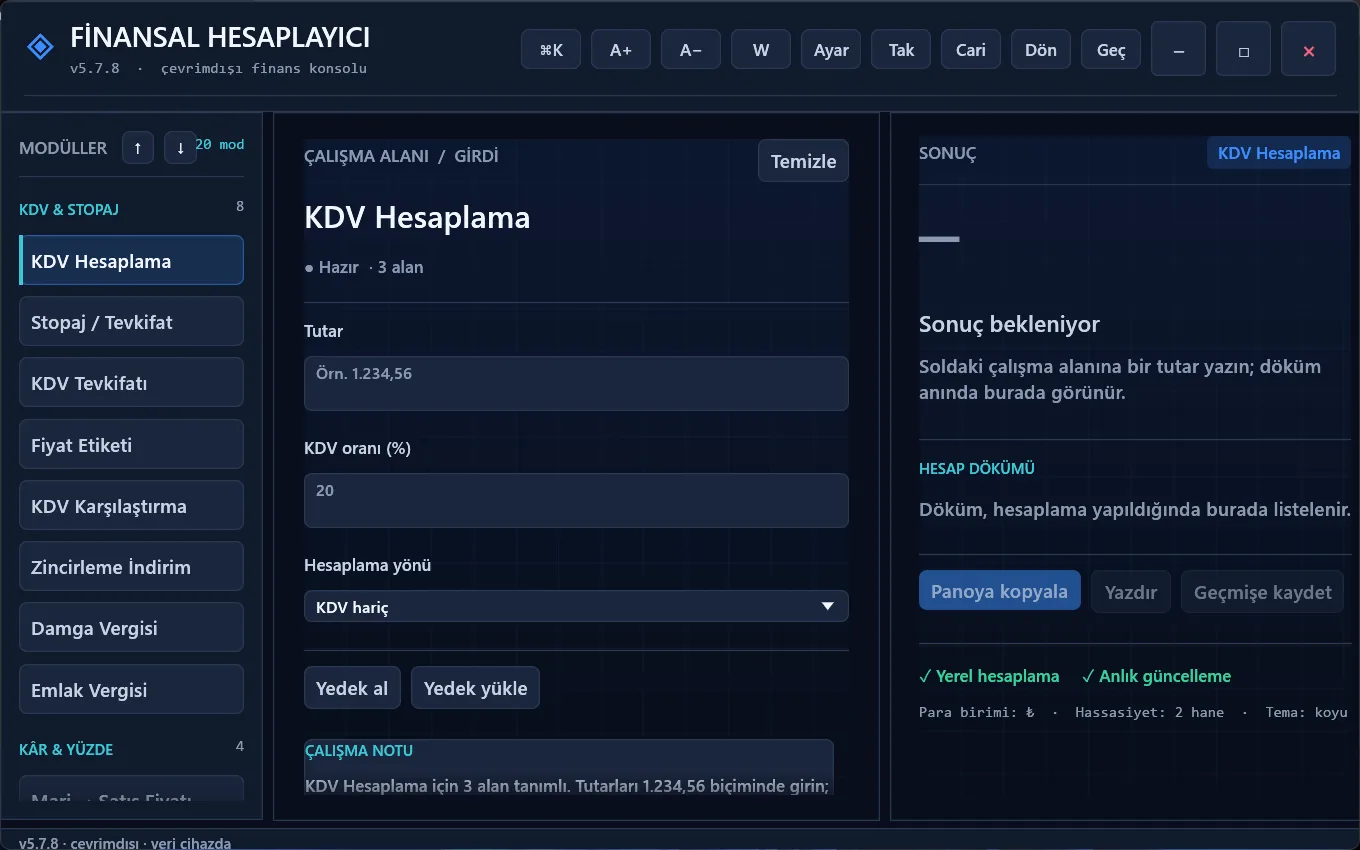 FİNANSAL HESAPLAYICI
v5.7.8 · çevrimdışı finans konsolu
⌘K A+ A− W Ayar Tak Cari Dön Geç
MODÜLLER ↑ ↓ 20 mod
KDV & STOPAJ 8
KDV Hesaplama
Stopaj / Tevkifat
KDV Tevkifatı
Fiyat Etiketi
KDV Karşılaştırma
Zincirleme İndirim
Damga Vergisi
Emlak Vergisi
KÂR & YÜZDE 4
ÇALIŞMA ALANI / GİRDİ
Temizle
KDV Hesaplama
● Hazır · 3 alan
Tutar
Örn. 1.234,56
KDV oranı (%)
20
Hesaplama yönü
KDV hariç
Yedek al Yedek yükle
ÇALIŞMA NOTU
KDV Hesaplama için 3 alan tanımlı. Tutarları 1.234,56 biçiminde girin;
SONUÇ KDV Hesaplama
—
Sonuç bekleniyor
Soldaki çalışma alanına bir tutar yazın; döküm
anında burada görünür.
HESAP DÖKÜMÜ
Döküm, hesaplama yapıldığında burada listelenir.
Panoya kopyala Yazdır Geçmişe kaydet
✓ Yerel hesaplama ✓ Anlık güncelleme
Para birimi: ₺ · Hassasiyet: 2 hane · Tema: koyu
v5.7.8 · çevrimdışı · veri cihazda